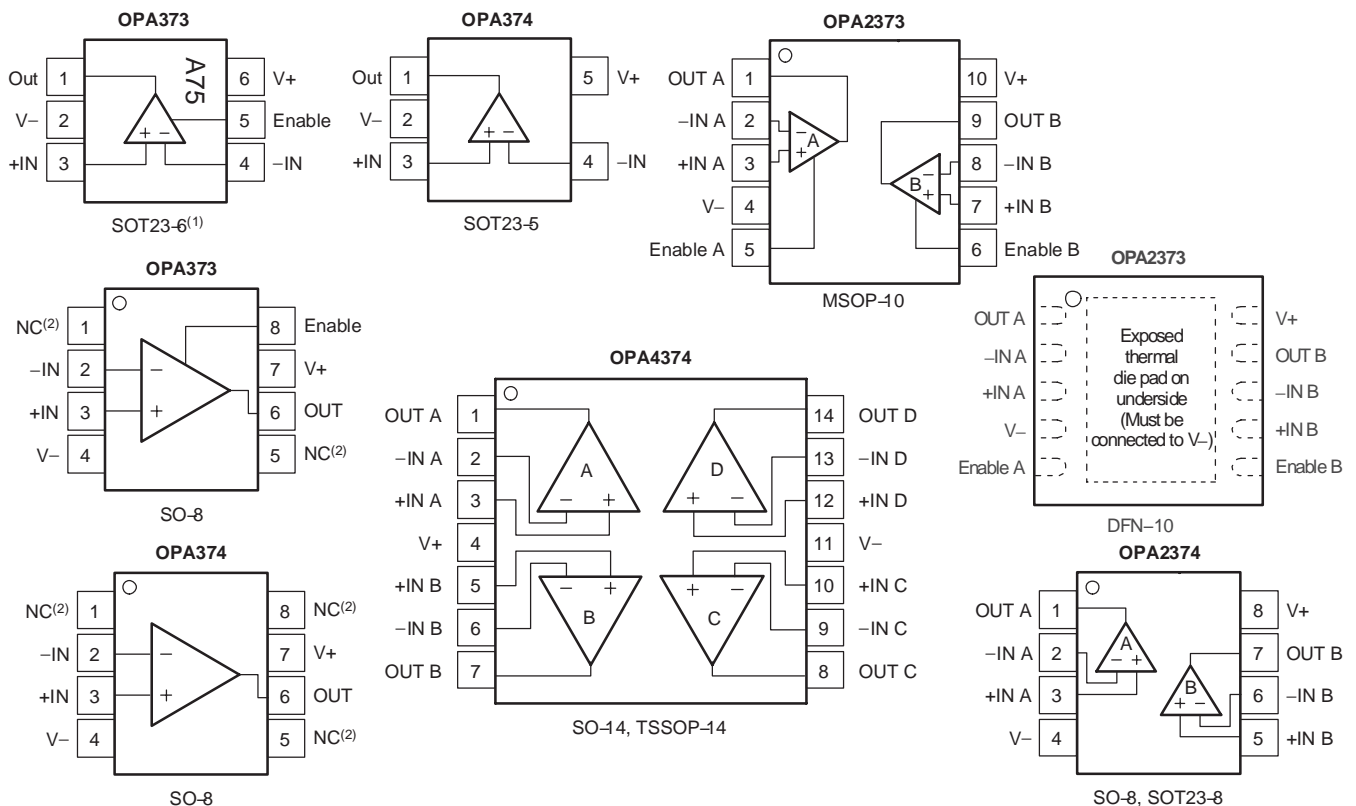 OPA373
Out 1
V– 2
+IN 3
A75
6 V+
5 Enable
4 –IN
+ –
SOT23-6(1)
OPA374
Out 1
V– 2
+IN 3
5 V+
4 –IN
+ –
SOT23-5
OPA2373
OUT A 1
–IN A 2
+IN A 3
V– 4
Enable A 5
10 V+
9 OUT B
8 –IN B
7 +IN B
6 Enable B
–
+
A
–
+
B
MSOP-10
OPA373
NC(2) 1
–IN 2
+IN 3
V– 4
8 Enable
7 V+
6 OUT
5 NC(2)
–
+
SO-8
OPA4374
OUT A 1
–IN A 2
+IN A 3
V+ 4
+IN B 5
–IN B 6
OUT B 7
14 OUT D
13 –IN D
12 +IN D
11 V–
10 +IN C
9 –IN C
8 OUT C
A
– +
D
+ –
– +
B
+ –
C
SO-14, TSSOP-14
OPA2373
OUT A
–IN A
+IN A
V–
Enable A
Exposed
thermal
die pad on
underside
(Must be
connected to V–)
V+
OUT B
–IN B
+IN B
Enable B
DFN-10
OPA374
NC(2) 1
–IN 2
+IN 3
V– 4
8 NC(2)
7 V+
6 OUT
5 NC(2)
–
+
SO-8
OPA2374
OUT A 1
–IN A 2
+IN A 3
V– 4
8 V+
7 OUT B
6 –IN B
5 +IN B
A
– +
B
+ –
SO-8, SOT23-8